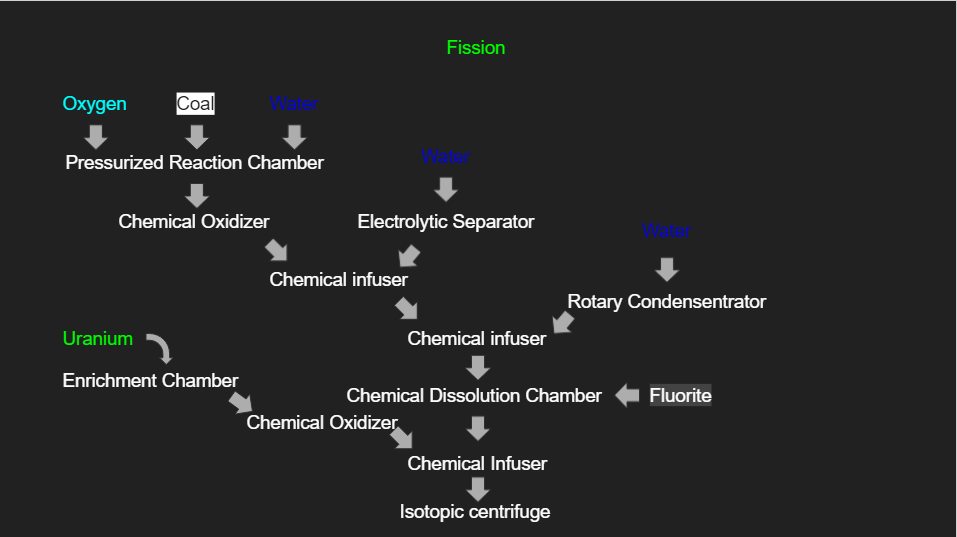 Fission
Oxygen Coal Water
Pressurized Reaction Chamber
Water
Chemical Oxidizer
Electrolytic Separator
Water
Chemical infuser
Rotary Condensentrator
Uranium
Chemical infuser
Enrichment Chamber
Chemical Dissolution Chamber
Fluorite
Chemical Oxidizer
Chemical Infuser
Isotopic centrifuge